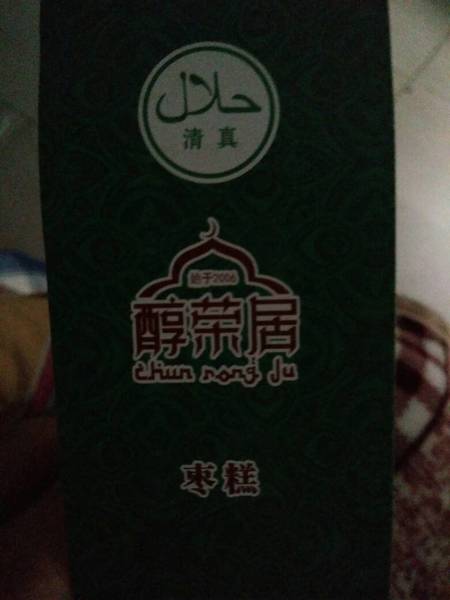 حلال
清真
始于2006
醇荣居
Chun rong Ju
枣糕